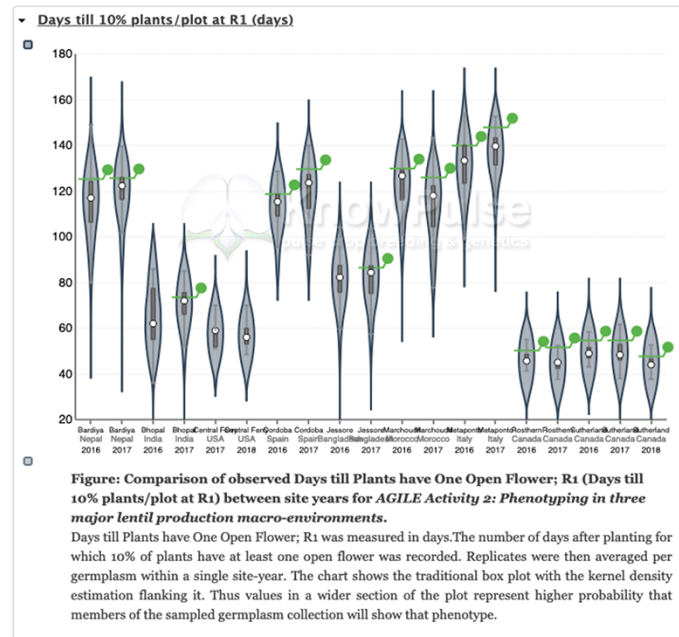 Days till 10% plants/plot at R1 (days)
180
160
140
120
100
80
60
40
20
KnowPulse
pulse crop breeding & genetics
Bardiya Bardiya Bhopal Bhopal Central Ferry Central Ferry Cordoba Cordoba Jessore Jessore Marchouch Marchouch Metaponto Metaponto Rosthern Rosthern Sutherland Sutherland Sutherland
Nepal Nepal India India USA USA Spain Spain Bangladesh Bangladesh Morocco Morocco Italy Italy Canada Canada Canada Canada Canada
2016 2017 2016 2017 2017 2018 2016 2017 2016 2017 2016 2017 2016 2017 2016 2017 2016 2017 2018
Figure: Comparison of observed Days till Plants have One Open Flower; R1 (Days till
10% plants/plot at R1) between site years for AGILE Activity 2: Phenotyping in three
major lentil production macro-environments.
Days till Plants have One Open Flower; R1 was measured in days.The number of days after planting for
which 10% of plants have at least one open flower was recorded. Replicates were then averaged per
germplasm within a single site-year. The chart shows the traditional box plot with the kernel density
estimation flanking it. Thus values in a wider section of the plot represent higher probability that
members of the sampled germplasm collection will show that phenotype.